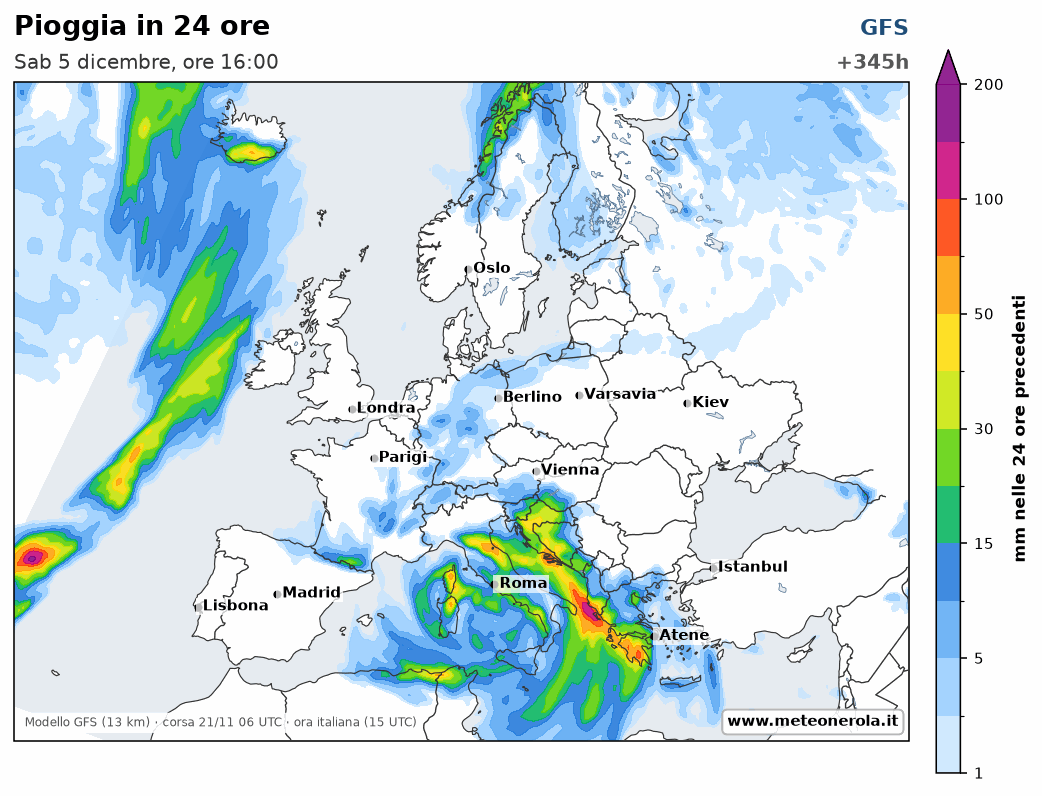 Pioggia in 24 ore
GFS
Sab 5 dicembre, ore 16:00
+345h
200
100
50
30
15
5
1
mm nelle 24 ore precedenti
Oslo
Londra
Berlino
Varsavia
Kiev
Parigi
Vienna
Roma
Istanbul
Madrid
Lisbona
Atene
Modello GFS (13 km) · corsa 21/11 06 UTC · ora italiana (15 UTC)
www.meteonerola.it